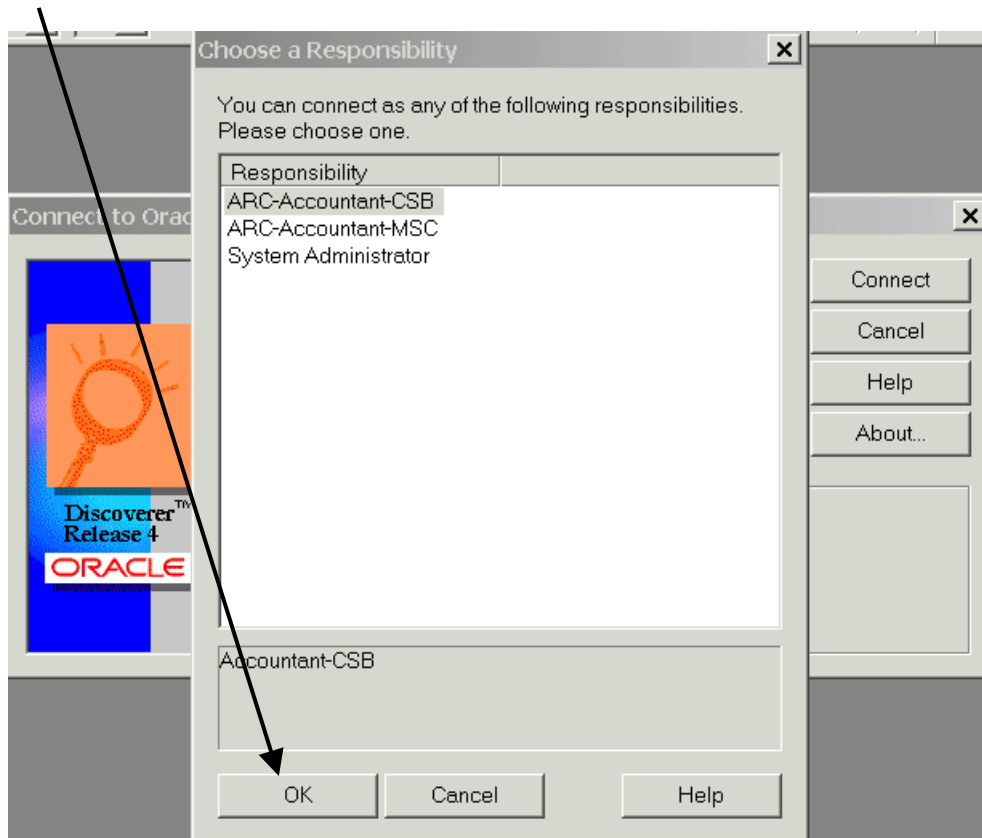 Choose a Responsibility
You can connect as any of the following responsibilities.
Please choose one.
Responsibility
ARC-Accountant-CSB
ARC-Accountant-MSC
System Administrator
Accountant-CSB
OK
Cancel
Help
Connect to Orac
Connect
Cancel
Help
About...
Discoverer™
Release 4
ORACLE